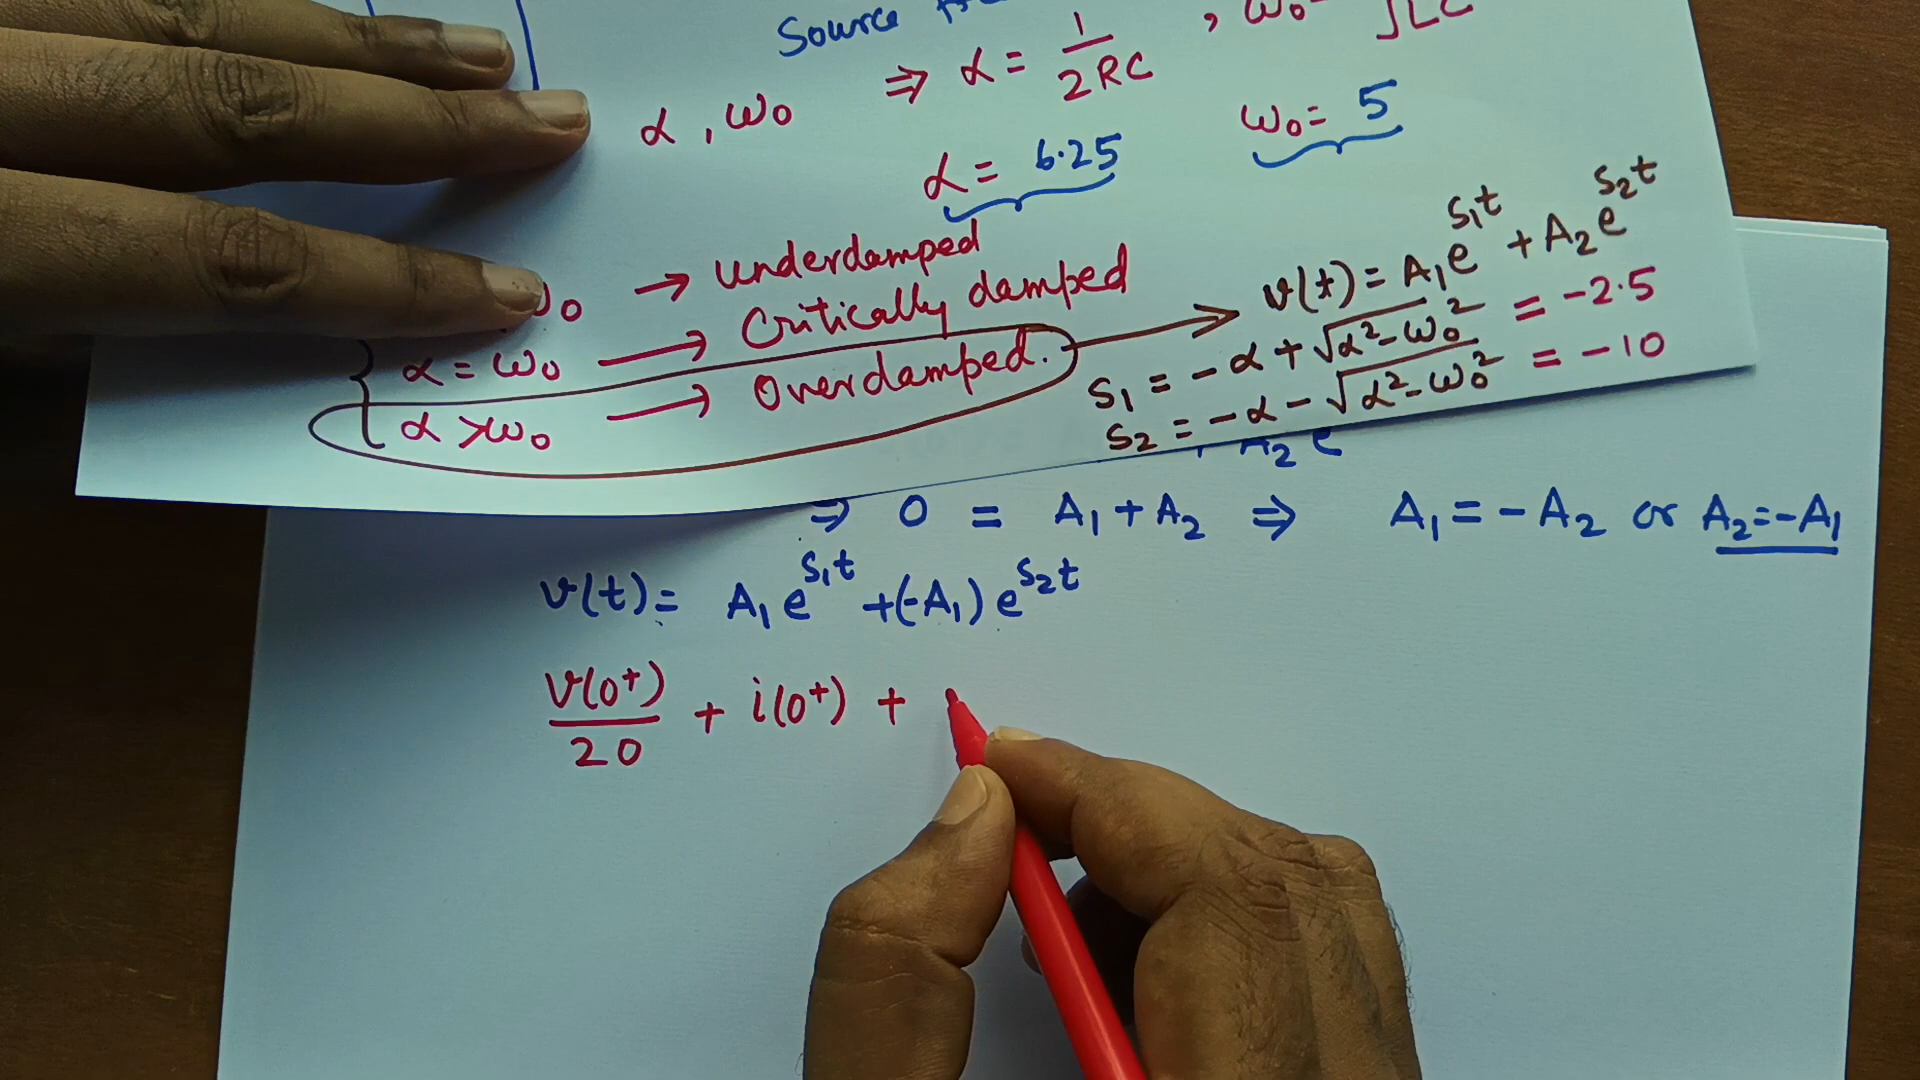 Source
⇒ α = 1/2RC , ω₀ √LC
α , ω₀
α = 6.25 ω₀ = 5
ω₀ → underdamped
α = ω₀ → Critically damped
α > ω₀ → Overdamped.
v(t) = A₁e^{s₁t} + A₂e^{s₂t}
s₁ = -α + √α²-ω₀² = -2.5
s₂ = -α - √α²-ω₀² = -10
A₂ e
⇒ 0 = A₁ + A₂ ⇒ A₁ = -A₂ or A₂=-A₁
v(t) = A₁e^{s₁t} + (-A₁)e^{s₂t}
v(0⁺)/20 + i(0⁺) +